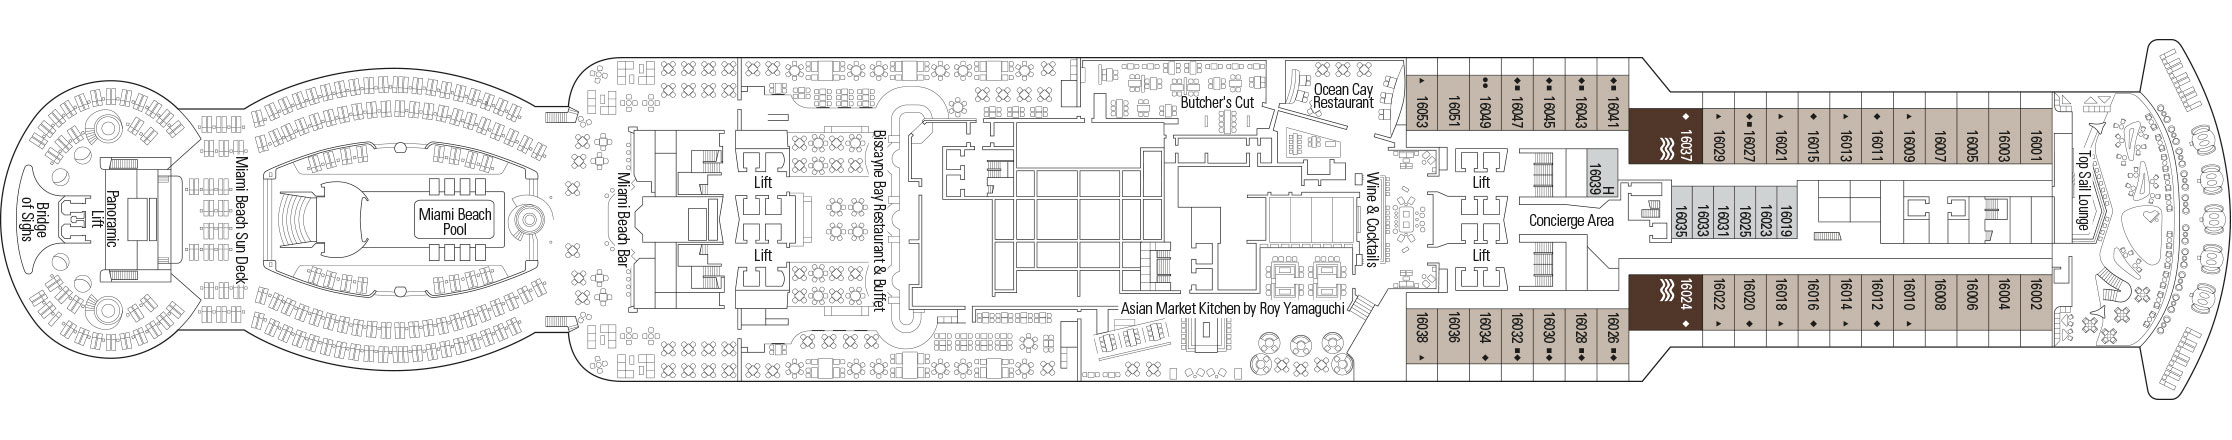 Bridge
of Sighs
Panoramic
Lift
Miami Beach Sun Deck
Miami Beach
Pool
Miami Beach Bar
Lift
Lift
Biscayne Bay Restaurant & Buffet
Butcher's Cut
Ocean Cay
Restaurant
Asian Market Kitchen by Roy Yamaguchi
Wine & Cocktails
Lift
Lift
Concierge Area
Top Sail Lounge
16053
16051
16049
16047
16045
16043
16041
16037
16029
16027
16021
16015
16013
16011
16009
16007
16005
16003
16001
16039 H
16035
16033
16031
16025
16023
16019
16038
16036
16034
16032
16030
16028
16026
16024
16022
16020
16018
16016
16014
16012
16010
16008
16006
16004
16002